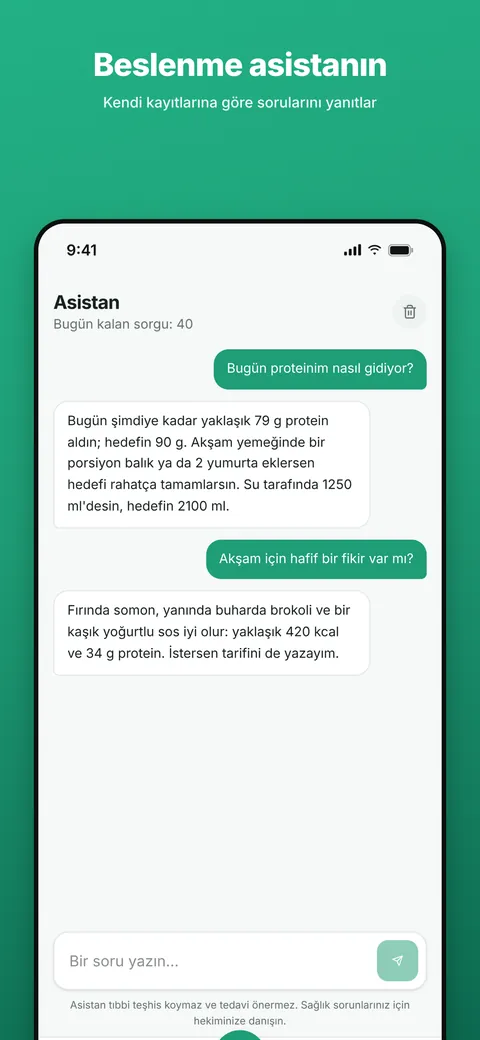 Beslenme asistanın
Kendi kayıtlarına göre sorularını yanıtlar
9:41
Asistan
Bugün kalan sorgu: 40
Bugün proteinim nasıl gidiyor?
Bugün şimdiye kadar yaklaşık 79 g protein
aldın; hedefin 90 g. Akşam yemeğinde bir
porsiyon balık ya da 2 yumurta eklersen
hedefi rahatça tamamlarsın. Su tarafında 1250
ml'desin, hedefin 2100 ml.
Akşam için hafif bir fikir var mı?
Fırında somon, yanında buharda brokoli ve bir
kaşık yoğurtlu sos iyi olur: yaklaşık 420 kcal
ve 34 g protein. İstersen tarifini de yazayım.
Bir soru yazın...
Asistan tıbbi teşhis koymaz ve tedavi önermez. Sağlık sorunlarınız için
hekiminize danışın.